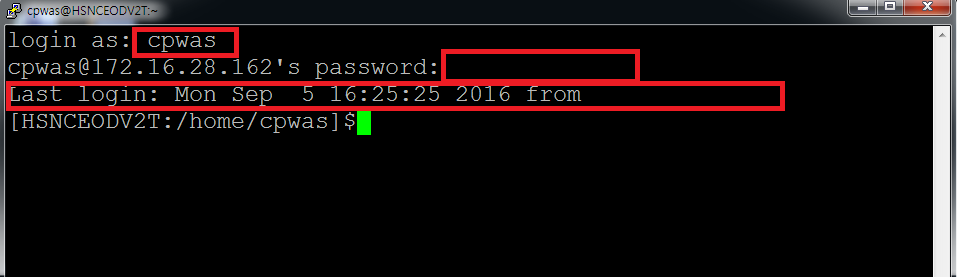 cpwas@HSNCEODV2T:~
login as: cpwas
cpwas@172.16.28.162's password:
Last login: Mon Sep  5 16:25:25 2016 from
[HSNCEODV2T:/home/cpwas]$